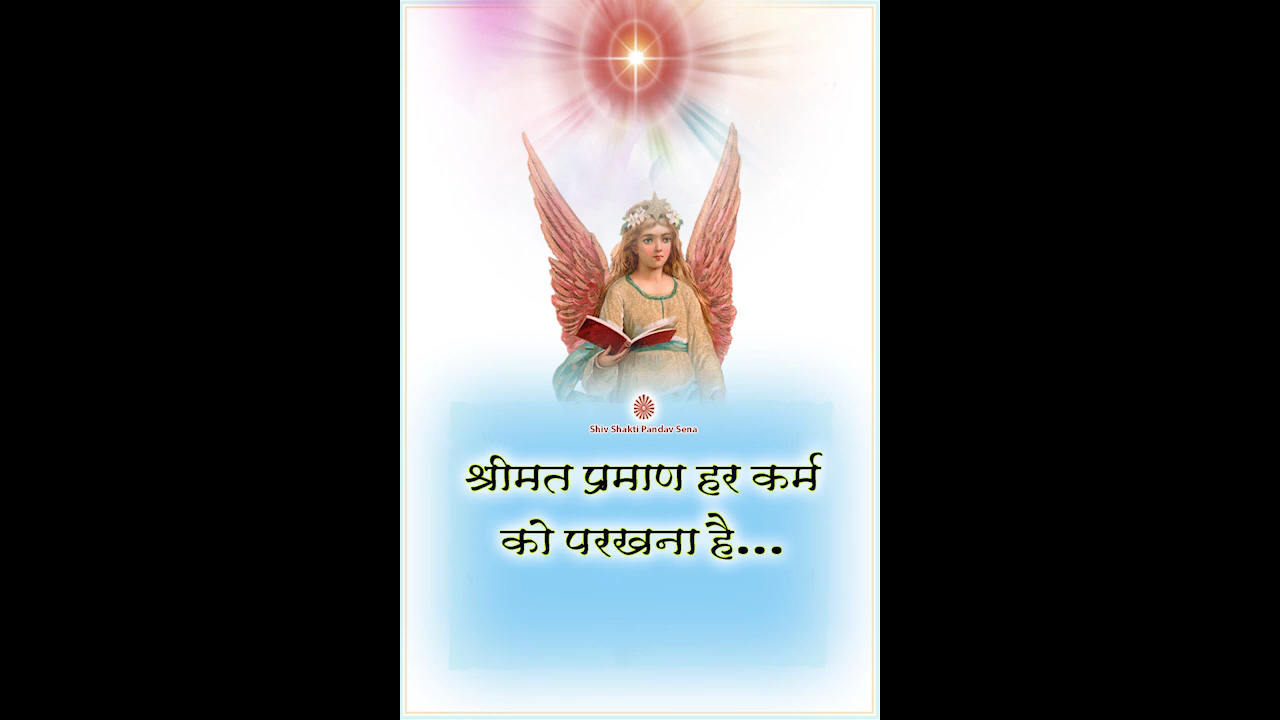 Shiv Shakti Pandav Sena
श्रीमत प्रमाण हर कर्म
को परखना है...